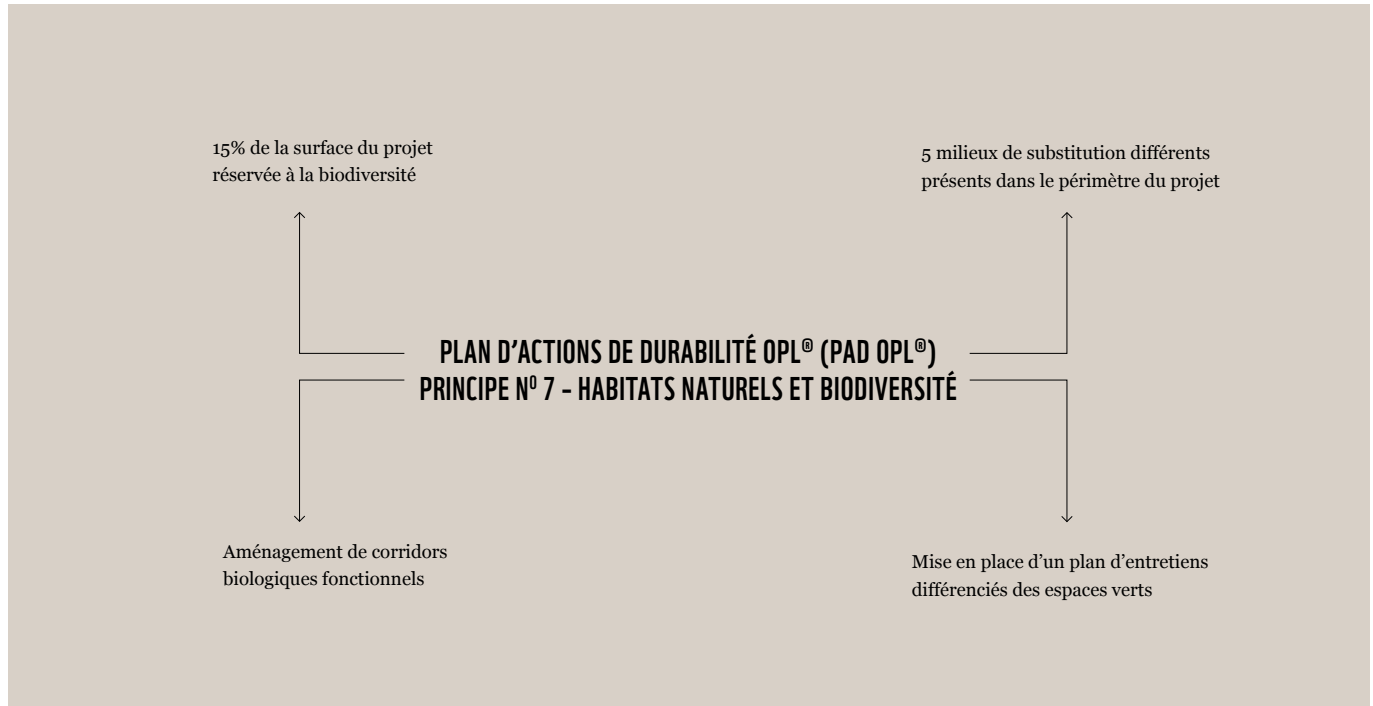 15% de la surface du projet
réservée à la biodiversité
5 milieux de substitution différents
présents dans le périmètre du projet
PLAN D’ACTIONS DE DURABILITÉ OPL® (PAD OPL®)
PRINCIPE Nº 7 – HABITATS NATURELS ET BIODIVERSITÉ
Aménagement de corridors
biologiques fonctionnels
Mise en place d’un plan d’entretiens
différenciés des espaces verts